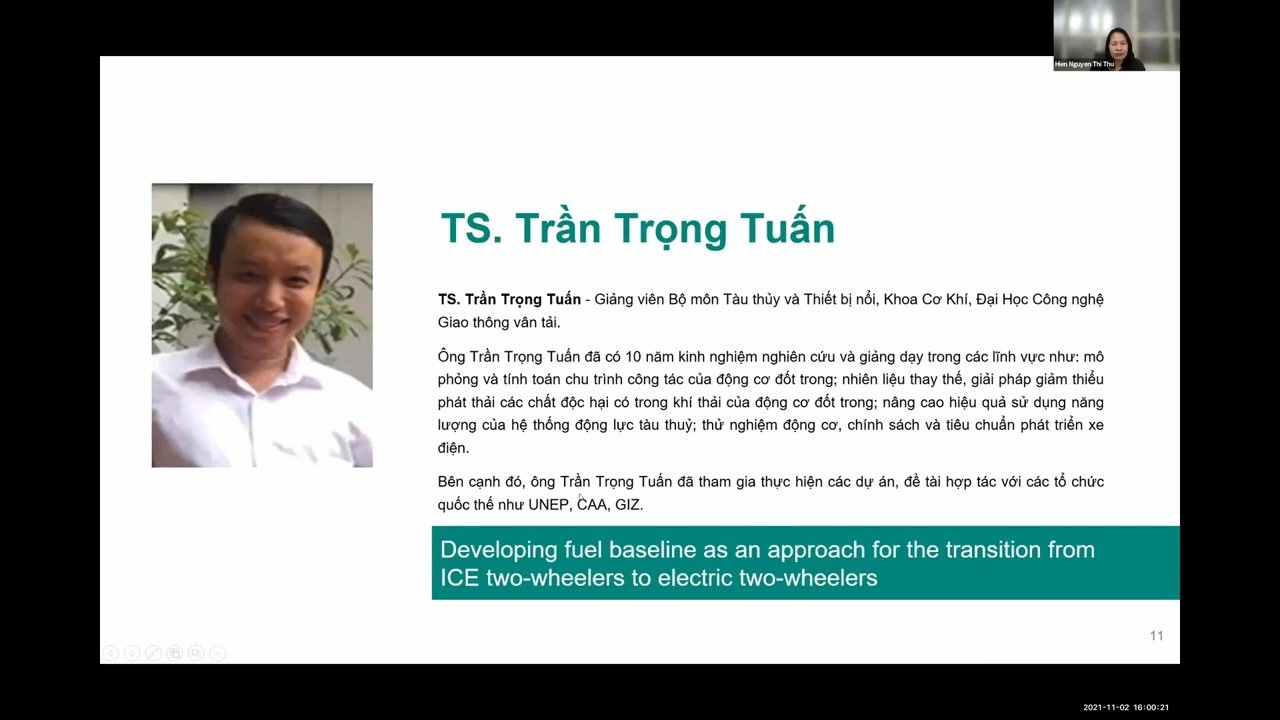 Hien Nguyen Thi Thu
TS. Trần Trọng Tuấn
TS. Trần Trọng Tuấn - Giảng viên Bộ môn Tàu thủy và Thiết bị nổi, Khoa Cơ Khí, Đại Học Công nghệ
Giao thông vân tải.
Ông Trần Trọng Tuấn đã có 10 năm kinh nghiệm nghiên cứu và giảng dạy trong các lĩnh vực như: mô
phỏng và tính toán chu trình công tác của động cơ đốt trong; nhiên liệu thay thế, giải pháp giảm thiểu
phát thải các chất độc hại có trong khí thải của động cơ đốt trong; nâng cao hiệu quả sử dụng năng
lượng của hệ thống động lực tàu thuỷ; thử nghiệm động cơ, chính sách và tiêu chuẩn phát triển xe
điện.
Bên cạnh đó, ông Trần Trọng Tuấn đã tham gia thực hiện các dự án, đề tài hợp tác với các tổ chức
quốc thế như UNEP, CAA, GIZ.
Developing fuel baseline as an approach for the transition from
ICE two-wheelers to electric two-wheelers
11
2021-11-02 16:00:21